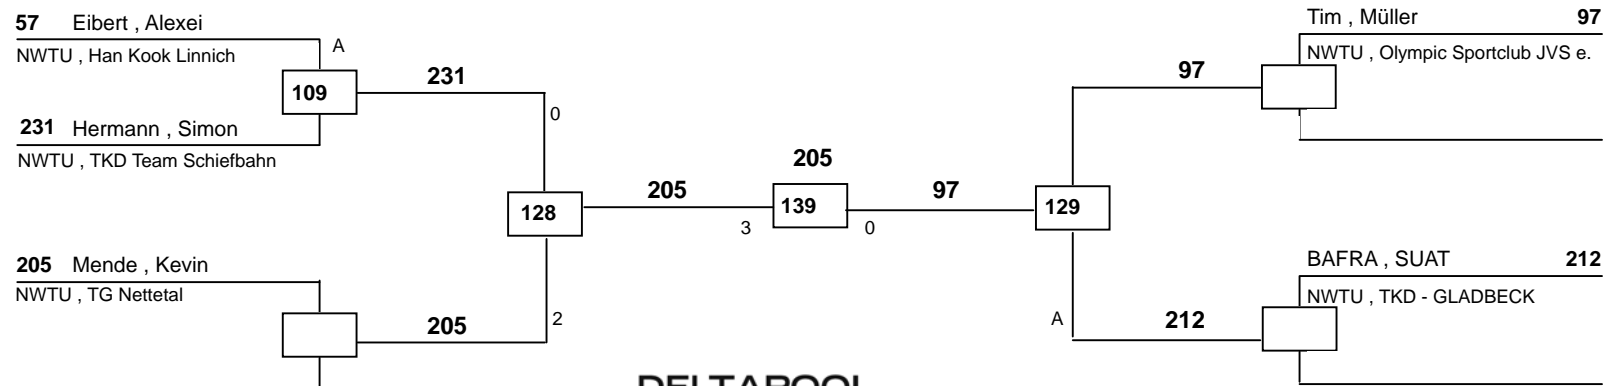 57 Eibert , Alexei
NWTU , Han Kook Linnich
A
109
231
231 Hermann , Simon
NWTU , TKD Team Schiefbahn
0
128
205
3
205
139
0
97
129
205 Mende , Kevin
NWTU , TG Nettetal
205
2
Tim , Müller 97
NWTU , Olympic Sportclub JVS e.
97
BAFRA , SUAT 212
NWTU , TKD - GLADBECK
A
212
DELTAPOOL